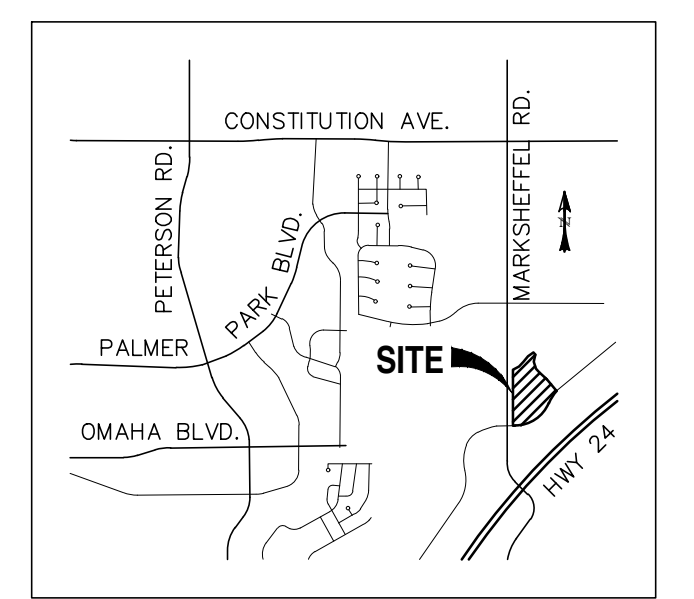 CONSTITUTION AVE.
PETERSON RD.
MARKSHEFFEL RD.
N
PARK BLVD.
PALMER
SITE
OMAHA BLVD.
HWY 24